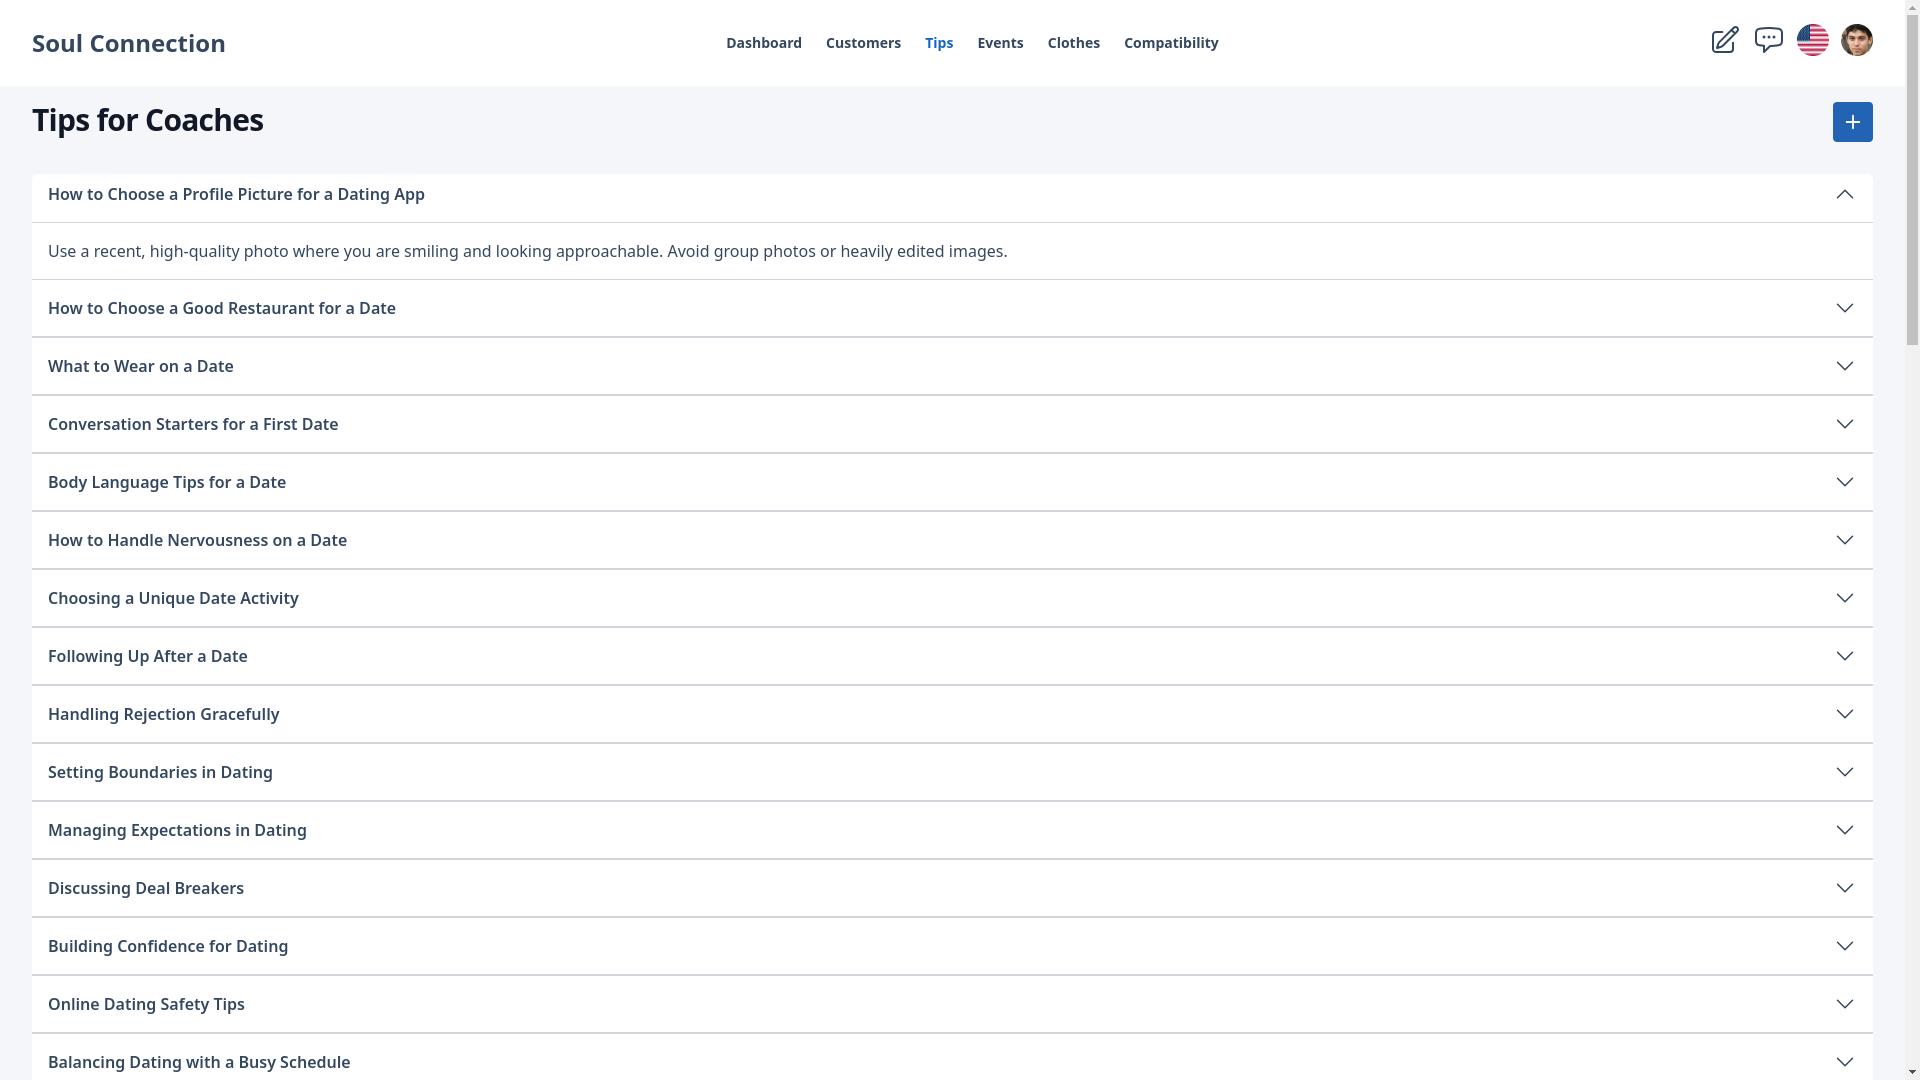 Soul Connection
Dashboard Customers Tips Events Clothes Compatibility
Tips for Coaches
How to Choose a Profile Picture for a Dating App
Use a recent, high-quality photo where you are smiling and looking approachable. Avoid group photos or heavily edited images.
How to Choose a Good Restaurant for a Date
What to Wear on a Date
Conversation Starters for a First Date
Body Language Tips for a Date
How to Handle Nervousness on a Date
Choosing a Unique Date Activity
Following Up After a Date
Handling Rejection Gracefully
Setting Boundaries in Dating
Managing Expectations in Dating
Discussing Deal Breakers
Building Confidence for Dating
Online Dating Safety Tips
Balancing Dating with a Busy Schedule